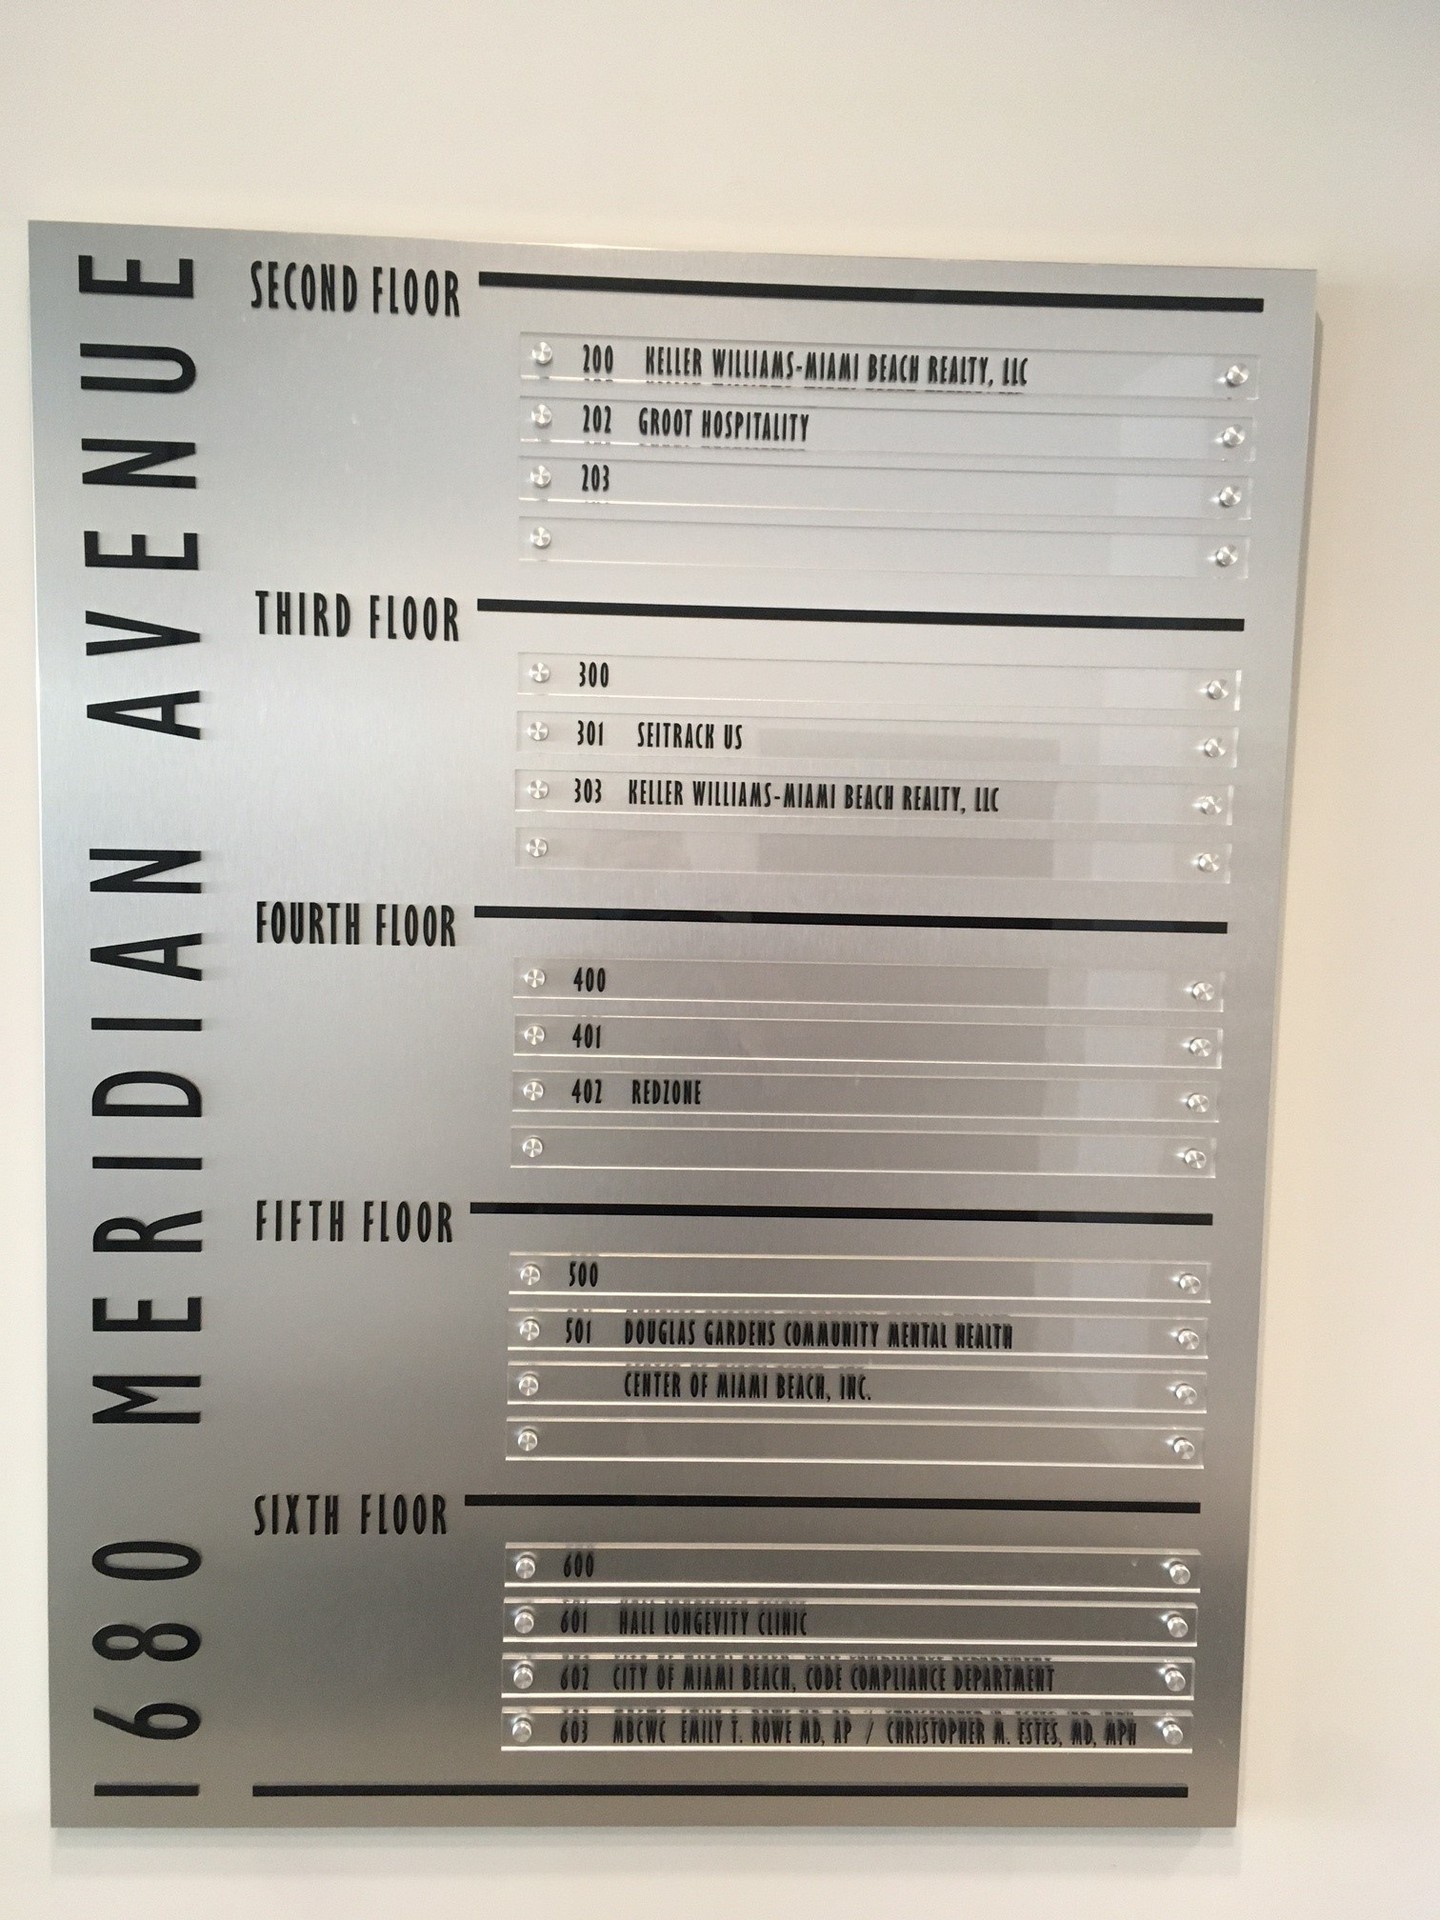 1680 MERIDIAN AVENUE
SECOND FLOOR
200 KELLER WILLIAMS-MIAMI BEACH REALTY, LLC
202 GROOT HOSPITALITY
203
THIRD FLOOR
300
301 SEITRACK US
303 KELLER WILLIAMS-MIAMI BEACH REALTY, LLC
FOURTH FLOOR
400
401
402 REDZONE
FIFTH FLOOR
500
501 DOUGLAS GARDENS COMMUNITY MENTAL HEALTH
CENTER OF MIAMI BEACH, INC.
SIXTH FLOOR
600
601 HALL LONGEVITY CLINIC
602 CITY OF MIAMI BEACH, CODE COMPLIANCE DEPARTMENT
603 MBCWC EMILY T. ROWE MD, AP / CHRISTOPHER M. ESTES, MD, MPH